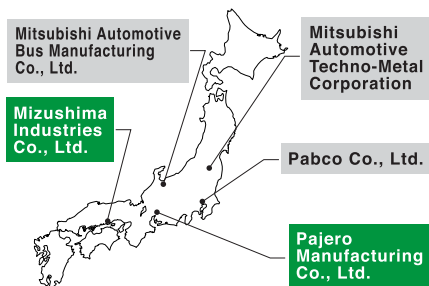 Mitsubishi Automotive
Bus Manufacturing
Co., Ltd.
Mitsubishi
Automotive
Techno-Metal
Corporation
Mizushima
Industries
Co., Ltd.
Pabco Co., Ltd.
Pajero
Manufacturing
Co., Ltd.